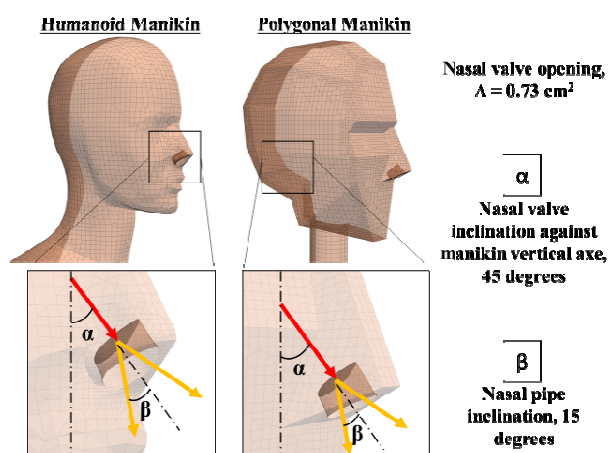 Humanoid Manikin
Polygonal Manikin
Nasal valve opening,
A = 0.73 cm²
α
Nasal valve
inclination against
manikin vertical axe,
45 degrees
β
Nasal pipe
inclination, 15
degrees
α
β
α
β